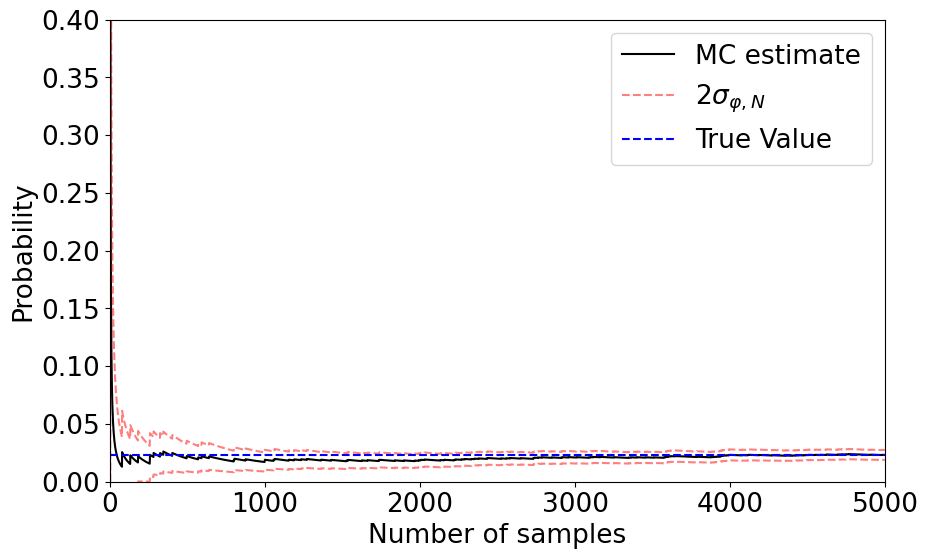 0.40
0.35
0.30
0.25
0.20
0.15
0.10
0.05
0.00
Probability
MC estimate
2σφ, N
True Value
0 1000 2000 3000 4000 5000
Number of samples